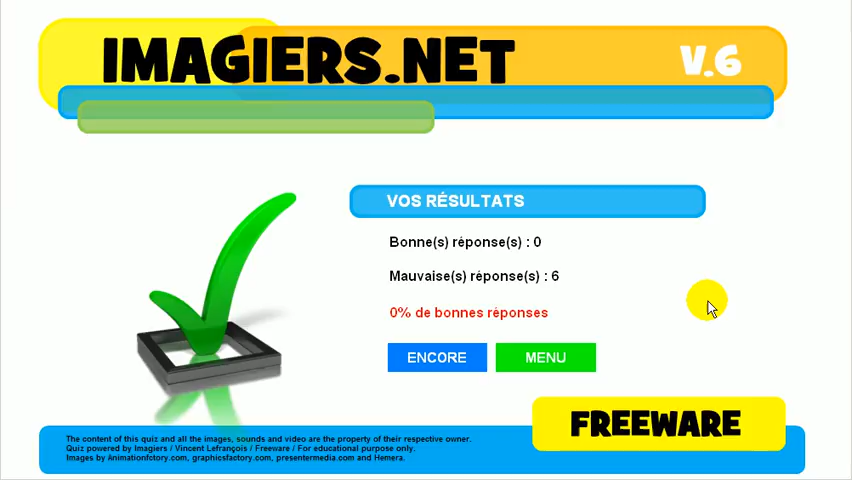 IMAGIERS.NET
V.6
VOS RÉSULTATS
Bonne(s) réponse(s) : 0
Mauvaise(s) réponse(s) : 6
0% de bonnes réponses
ENCORE
MENU
FREEWARE
The content of this quiz and all the images, sounds and video are the property of their respective owner.
Quiz powered by Imagiers / Vincent Lefrançois / Freeware / For educational purpose only.
Images by Animationfctory.com, graphicsfactory.com, presentermedia.com and Hemera.